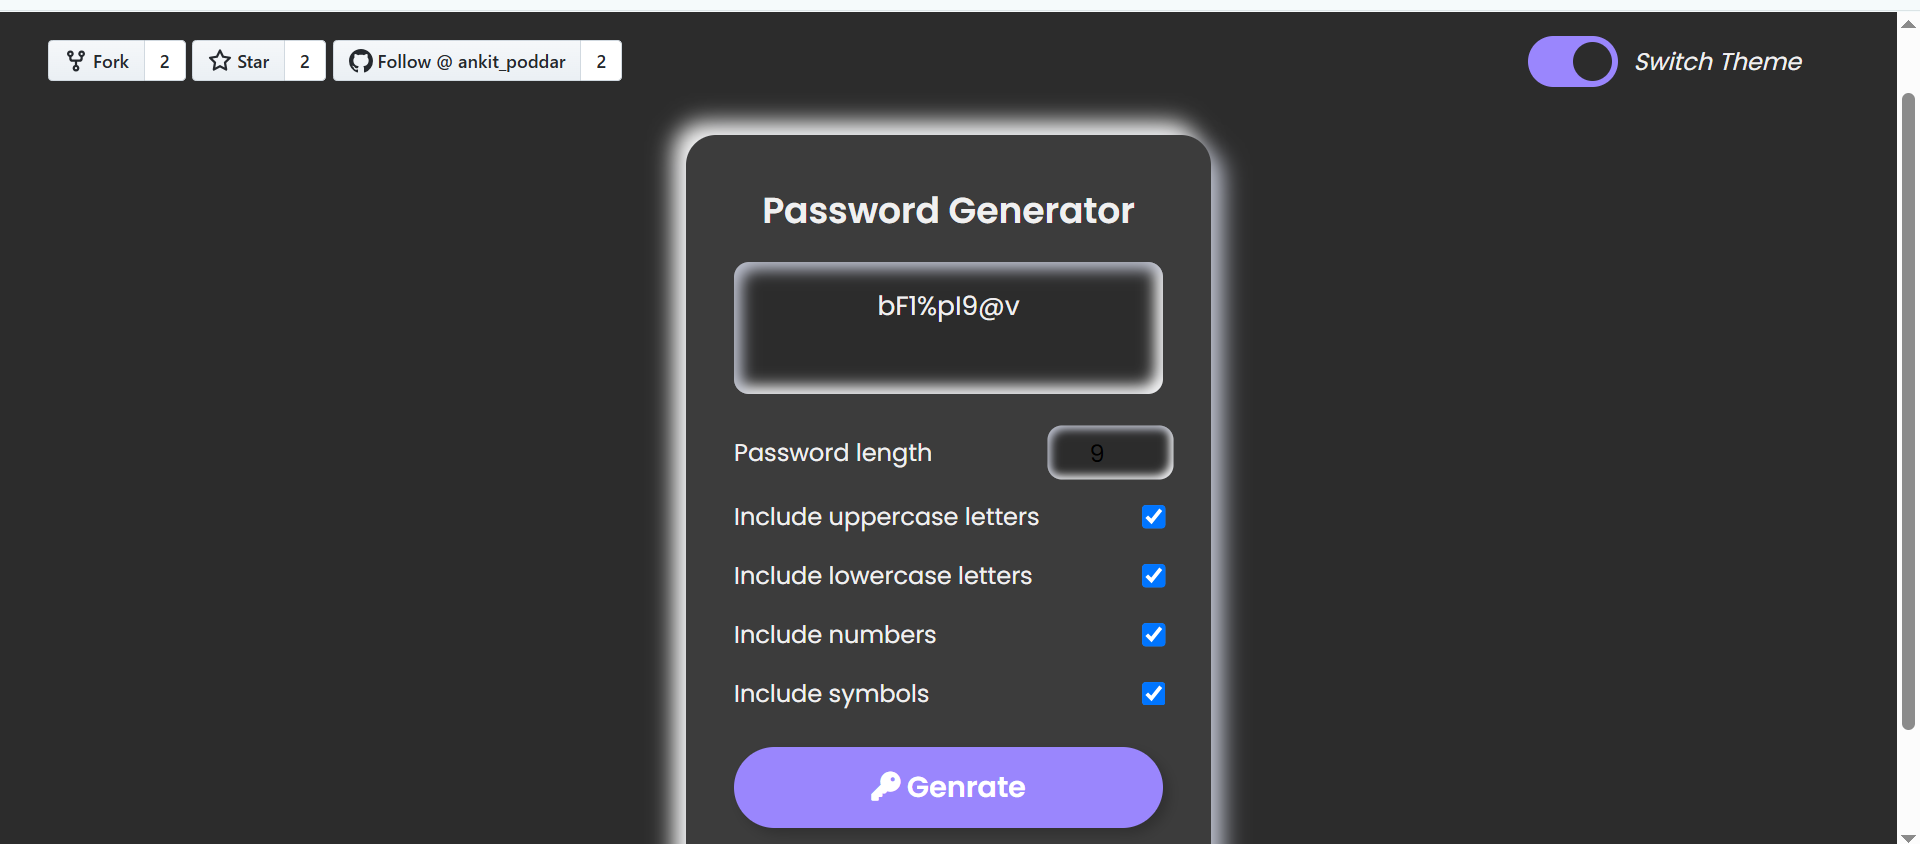 Fork 2 Star 2 Follow @ ankit_poddar 2 Switch Theme
Password Generator
bF1%pI9@v
Password length 9
Include uppercase letters
Include lowercase letters
Include numbers
Include symbols
Genrate